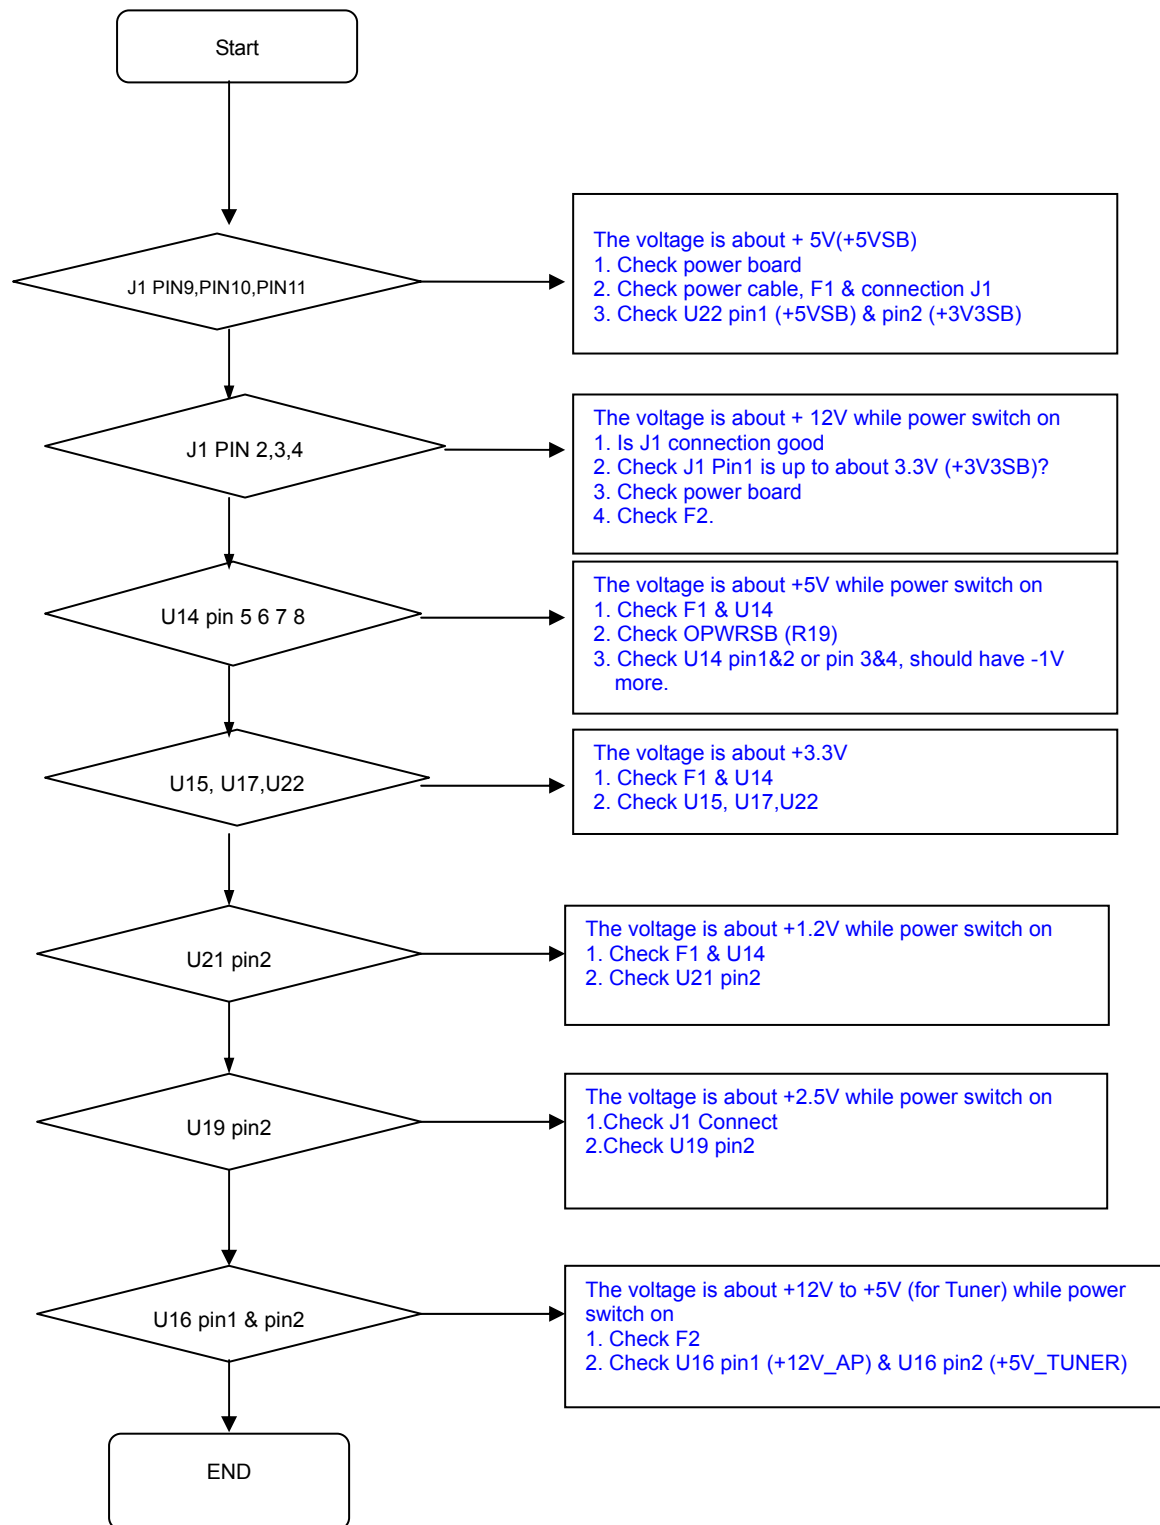 Start
J1 PIN9,PIN10,PIN11
The voltage is about + 5V(+5VSB)
1. Check power board
2. Check power cable, F1 & connection J1
3. Check U22 pin1 (+5VSB) & pin2 (+3V3SB)
J1 PIN 2,3,4
The voltage is about + 12V while power switch on
1. Is J1 connection good
2. Check J1 Pin1 is up to about 3.3V (+3V3SB)?
3. Check power board
4. Check F2.
U14 pin 5 6 7 8
The voltage is about +5V while power switch on
1. Check F1 & U14
2. Check OPWRSB (R19)
3. Check U14 pin1&2 or pin 3&4, should have -1V
more.
U15, U17,U22
The voltage is about +3.3V
1. Check F1 & U14
2. Check U15, U17,U22
U21 pin2
The voltage is about +1.2V while power switch on
1. Check F1 & U14
2. Check U21 pin2
U19 pin2
The voltage is about +2.5V while power switch on
1.Check J1 Connect
2.Check U19 pin2
U16 pin1 & pin2
The voltage is about +12V to +5V (for Tuner) while power
switch on
1. Check F2
2. Check U16 pin1 (+12V_AP) & U16 pin2 (+5V_TUNER)
END